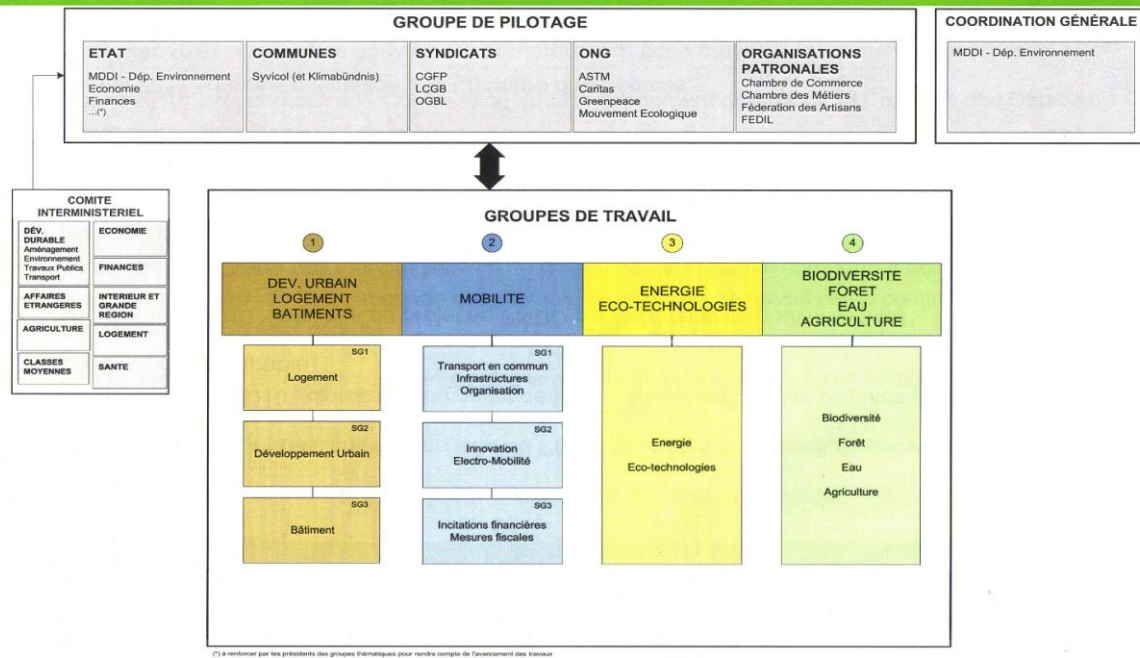 GROUPE DE PILOTAGE
ETAT
MDDI - Dép. Environnement
Economie
Finances
...(*)
COMMUNES
Syvicol (et Klimabündnis)
SYNDICATS
CGFP
LCGB
OGBL
ONG
ASTM
Caritas
Greenpeace
Mouvement Ecologique
ORGANISATIONS
PATRONALES
Chambre de Commerce
Chambre des Métiers
Féderation des Artisans
FEDIL
COORDINATION GÉNÉRALE
MDDI - Dép. Environnement
COMITE
INTERMINISTERIEL
DÉV.
DURABLE
Aménagement
Environnement
Travaux Publics
Transport
ECONOMIE
FINANCES
AFFAIRES
ETRANGERES
INTERIEUR ET
GRANDE
REGION
AGRICULTURE
LOGEMENT
CLASSES
MOYENNES
SANTE
GROUPES DE TRAVAIL
1
DEV. URBAIN
LOGEMENT
BATIMENTS
SG1
Logement
SG2
Développement Urbain
SG3
Bâtiment
2
MOBILITE
SG1
Transport en commun
Infrastructures
Organisation
SG2
Innovation
Electro-Mobilité
SG3
Incitations financières
Mesures fiscales
3
ENERGIE
ECO-TECHNOLOGIES
Energie
Eco-technologies
4
BIODIVERSITE
FORET
EAU
AGRICULTURE
Biodiversité
Forêt
Eau
Agriculture
(*) à renforcer par les présidents des groupes thématiques pour rendre compte de l'avancement des travaux